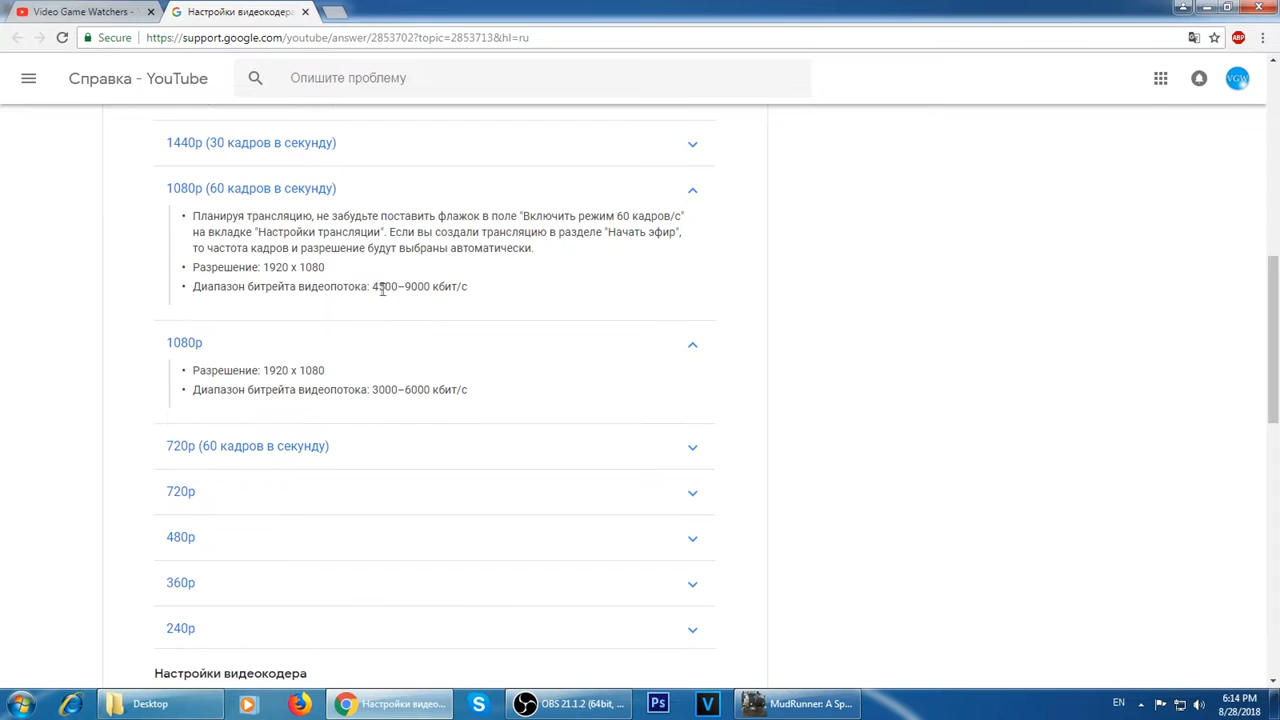 Video Game Watchers -
Настройки видеокодера
Secure
https://support.google.com/youtube/answer/2853702?topic=2853713&hl=ru
ABP
Справка - YouTube
Опишите проблему
VGW
1440p (30 кадров в секунду)
1080p (60 кадров в секунду)
• Планируя трансляцию, не забудьте поставить флажок в поле "Включить режим 60 кадров/с"
на вкладке "Настройки трансляции". Если вы создали трансляцию в разделе "Начать эфир",
то частота кадров и разрешение будут выбраны автоматически.
• Разрешение: 1920 x 1080
• Диапазон битрейта видеопотока: 4500–9000 кбит/с
1080p
• Разрешение: 1920 x 1080
• Диапазон битрейта видеопотока: 3000–6000 кбит/с
720p (60 кадров в секунду)
720p
480p
360p
240p
Настройки видеокодера
Desktop
Настройки видео...
OBS 21.1.2 (64bit, ...
Ps
V
MudRunner: A Sp...
EN
6:14 PM
8/28/2018